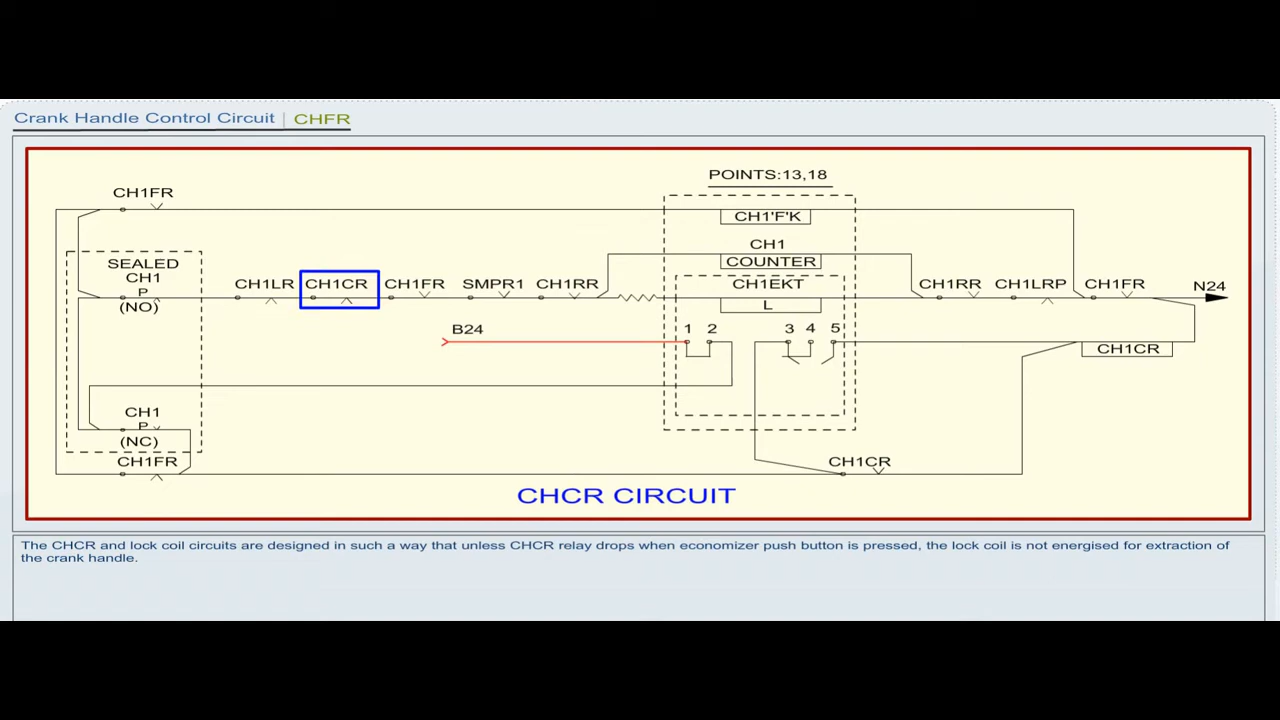 Crank Handle Control Circuit | CHFR
POINTS:13,18
CH1FR
CH1'F'K
CH1
COUNTER
SEALED
CH1
P
(NO)
CH1LR
CH1CR
CH1FR
SMPR1
CH1RR
CH1EKT
L
CH1RR
CH1LRP
CH1FR
N24
B24
1 2 3 4 5
CH1CR
CH1
P
(NC)
CH1FR
CH1CR
CHCR CIRCUIT
The CHCR and lock coil circuits are designed in such a way that unless CHCR relay drops when economizer push button is pressed, the lock coil is not energised for extraction of
the crank handle.